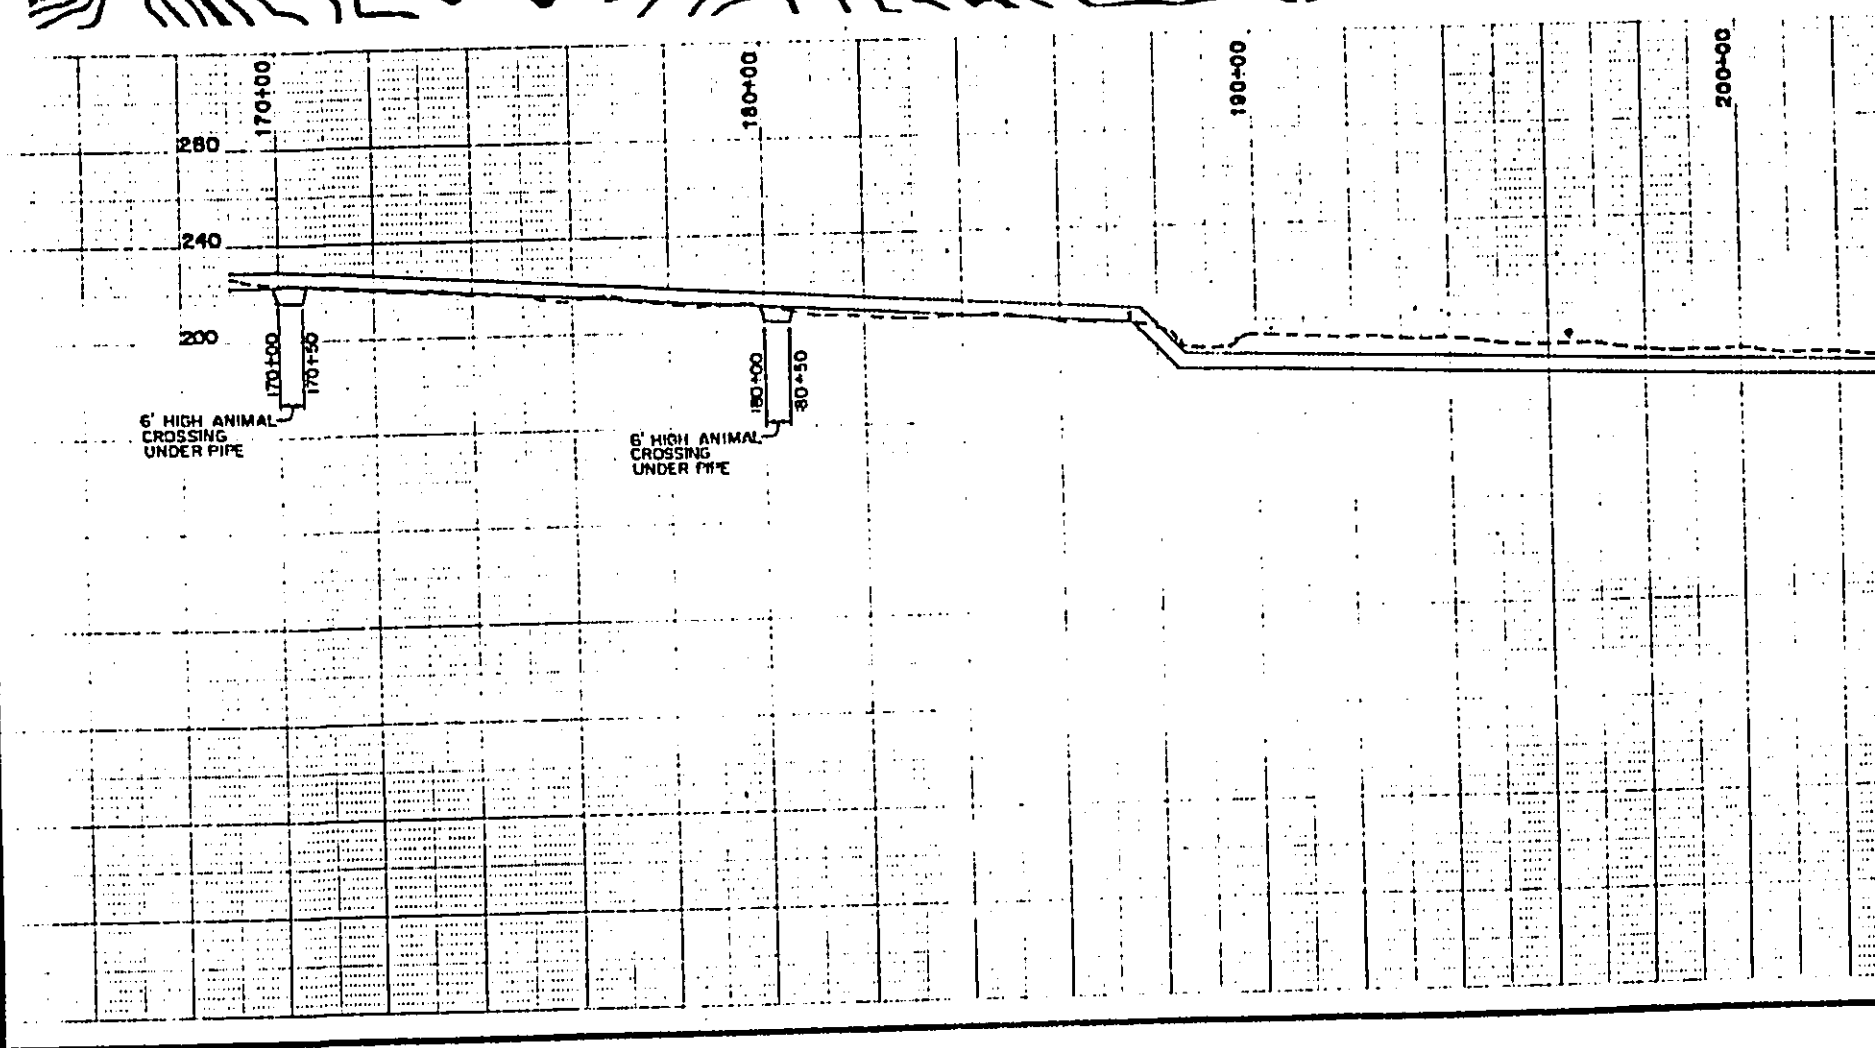 170+00
180+00
190+00
200+00
280
240
200
170+00
170+50
180+00
180+50
6' HIGH ANIMAL
CROSSING
UNDER PIPE
6' HIGH ANIMAL
CROSSING
UNDER PIPE